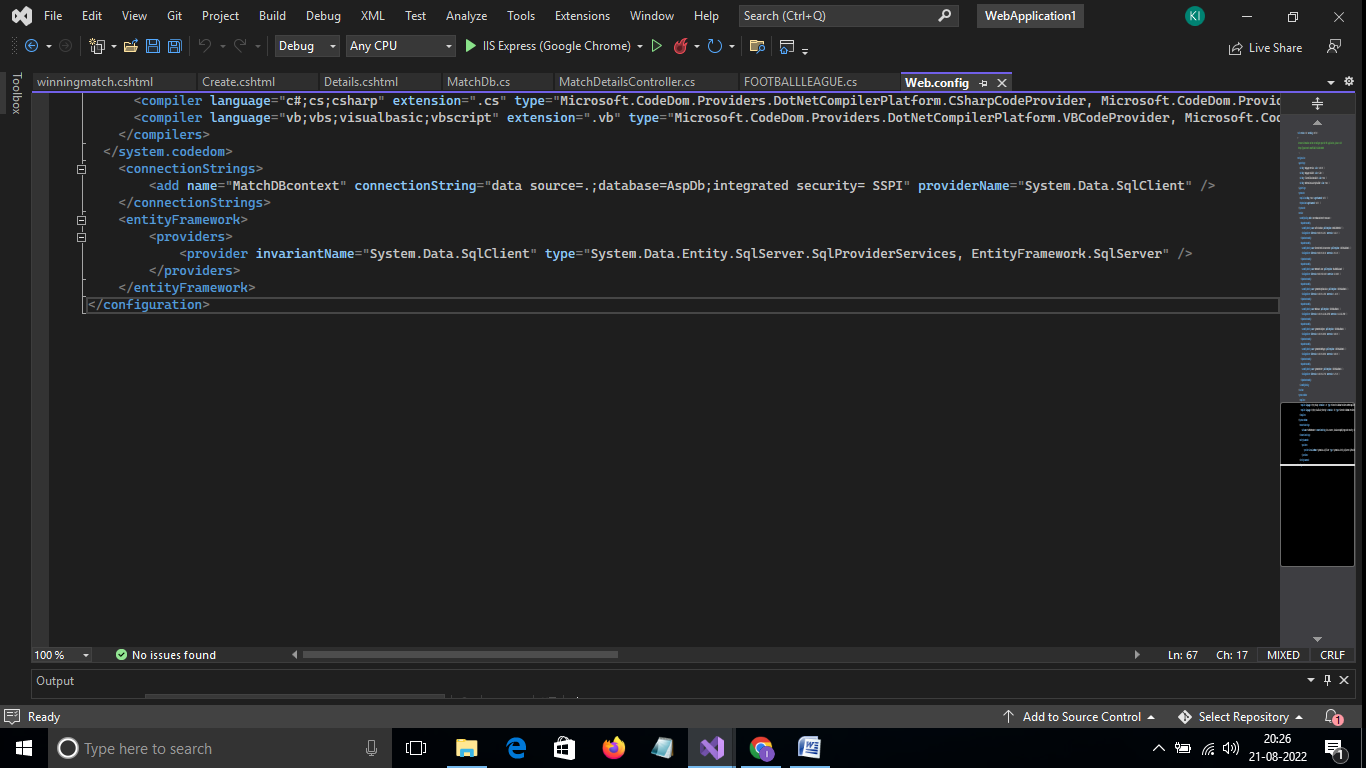 File Edit View Git Project Build Debug XML Test Analyze Tools Extensions Window Help Search (Ctrl+Q) WebApplication1 KI
Debug Any CPU IIS Express (Google Chrome) Live Share
Toolbox
winningmatch.cshtml Create.cshtml Details.cshtml MatchDb.cs MatchDetailsController.cs FOOTBALLLEAGUE.cs Web.config
<compiler language="c#;cs;csharp" extension=".cs" type="Microsoft.CodeDom.Providers.DotNetCompilerPlatform.CSharpCodeProvider, Microsoft.CodeDom.Provid
<compiler language="vb;vbs;visualbasic;vbscript" extension=".vb" type="Microsoft.CodeDom.Providers.DotNetCompilerPlatform.VBCodeProvider, Microsoft.Co
</compilers>
</system.codedom>
<connectionStrings>
<add name="MatchDBcontext" connectionString="data source=.;database=AspDb;integrated security= SSPI" providerName="System.Data.SqlClient" />
</connectionStrings>
<entityFramework>
<providers>
<provider invariantName="System.Data.SqlClient" type="System.Data.Entity.SqlServer.SqlProviderServices, EntityFramework.SqlServer" />
</providers>
</entityFramework>
</configuration>
100 % No issues found Ln: 67 Ch: 17 MIXED CRLF
Output
Ready Add to Source Control Select Repository 1
Type here to search
20:26
21-08-2022
1